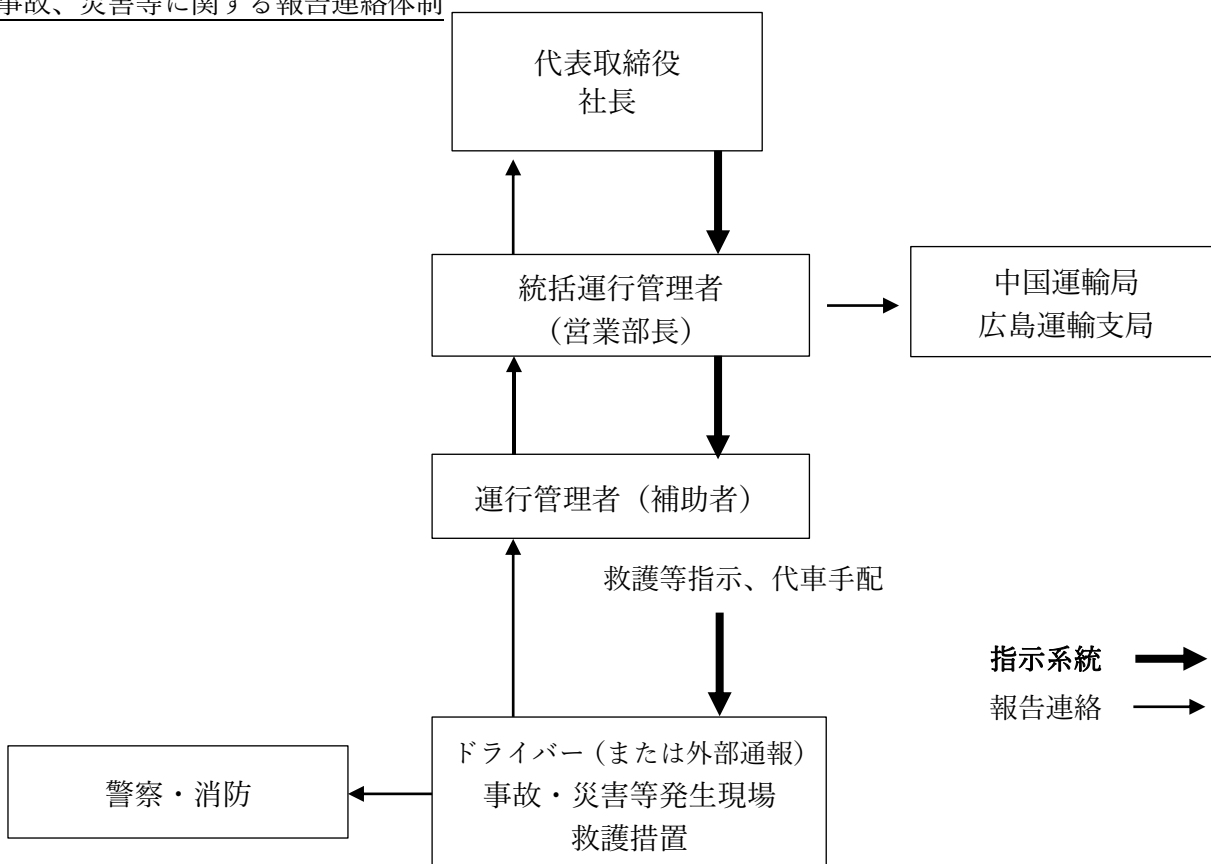 事故、災害等に関する報告連絡体制
代表取締役
社長
統括運行管理者
（営業部長）
中国運輸局
広島運輸支局
運行管理者（補助者）
救護等指示、代車手配
指示系統
報告連絡
ドライバー（または外部通報）
事故・災害等発生現場
救護措置
警察・消防